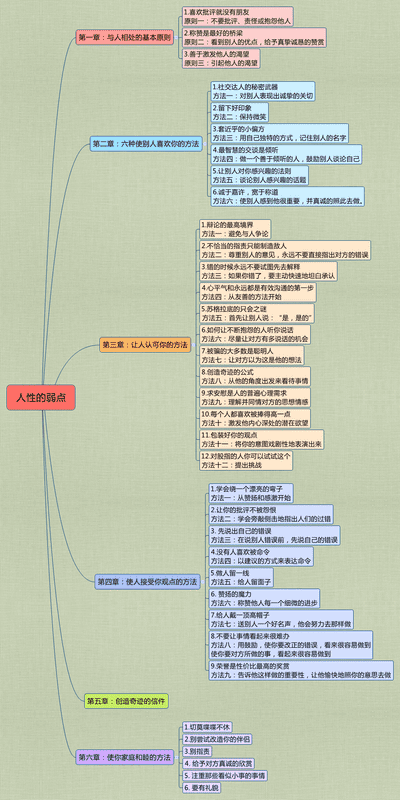 人性的弱点
第一章：与人相处的基本原则
1.喜欢批评就没有朋友
原则一：不要批评、责怪或抱怨他人
2.称赞是最好的桥梁
原则二：看到别人的优点，给予真挚诚恳的赞赏
3.善于激发他人的渴望
原则三：引起他人的渴望
第二章：六种使别人喜欢你的方法
1.社交达人的秘密武器
方法一：对别人表现出诚挚的关切
2.留下好印象
方法二：保持微笑
3.套近乎的小偏方
方法三：用自己独特的方式，记住别人的名字
4.最智慧的交谈是倾听
方法四：做一个善于倾听的人，鼓励别人谈论自己
5.让别人对你感兴趣的法则
方法五：谈论别人感兴趣的话题
6.诚于嘉许，宽于称道
方法六：使别人感到他很重要，并真诚的照此去做。
第三章：让人认可你的方法
1.辩论的最高境界
方法一：避免与人争论
2.不恰当的指责只能制造敌人
方法二：尊重别人的意见，永远不要直接指出对方的错误
3.错的时候永远不要试图先去解释
方法三：如果你错了，要主动快速地坦白承认
4.心平气和永远都是有效沟通的第一步
方法四：从友善的方法开始
5.苏格拉底的只会之谜
方法五：首先让别人说：“是，是的”
6.如何让不断抱怨的人听你说话
方法六：尽量让对方有多说话的机会
7.被骗的大多数是聪明人
方法七：让对方以为这是他的想法
8.创造奇迹的公式
方法八：从他的角度出发来看待事情
9.求安慰是人的普遍心理需求
方法九：理解并同情对方的思想情感
10.每个人都喜欢被捧得高一点
方法十：激发他内心深处的潜在欲望
11.包装好你的观点
方法十一：将你的意图戏剧性地表演出来
12.对股指的人你可以试试这个
方法十二：提出挑战
第四章：使人接受你观点的方法
1.学会绕一个漂亮的弯子
方法一：从赞扬和感激开始
2.让你的批评不被怨恨
方法二：学会旁敲侧击地指出人们的过错
3. 先说出自己的错误
方法三：在说别人错误前，先说自己的错误
4.没有人喜欢被命令
方法四：以建议的方式来表达命令
5.做人留一线
方法五：给人留面子
6. 赞扬的魔力
方法六：称赞他人每一个细微的进步
7.给人戴一顶高帽子
方法七：送别人一个好名声，他会努力去那样做
8.不要让事情看起来很难办
方法八：用鼓励，使你要改正的错误，看来很容易做到
使你要对方所做的事，看起来很容易做到
9.荣誉是性价比最高的奖赏
方法九：告诉他这样做的重要性，让他愉快地照你的意思去做
第五章：创造奇迹的信件
第六章：使你家庭和睦的方法
1.切莫喋喋不休
2.别尝试改造你的伴侣
3.别指责
4. 给予对方真诚的欣赏
5. 注重那些看似小事的事情
6. 要有礼貌